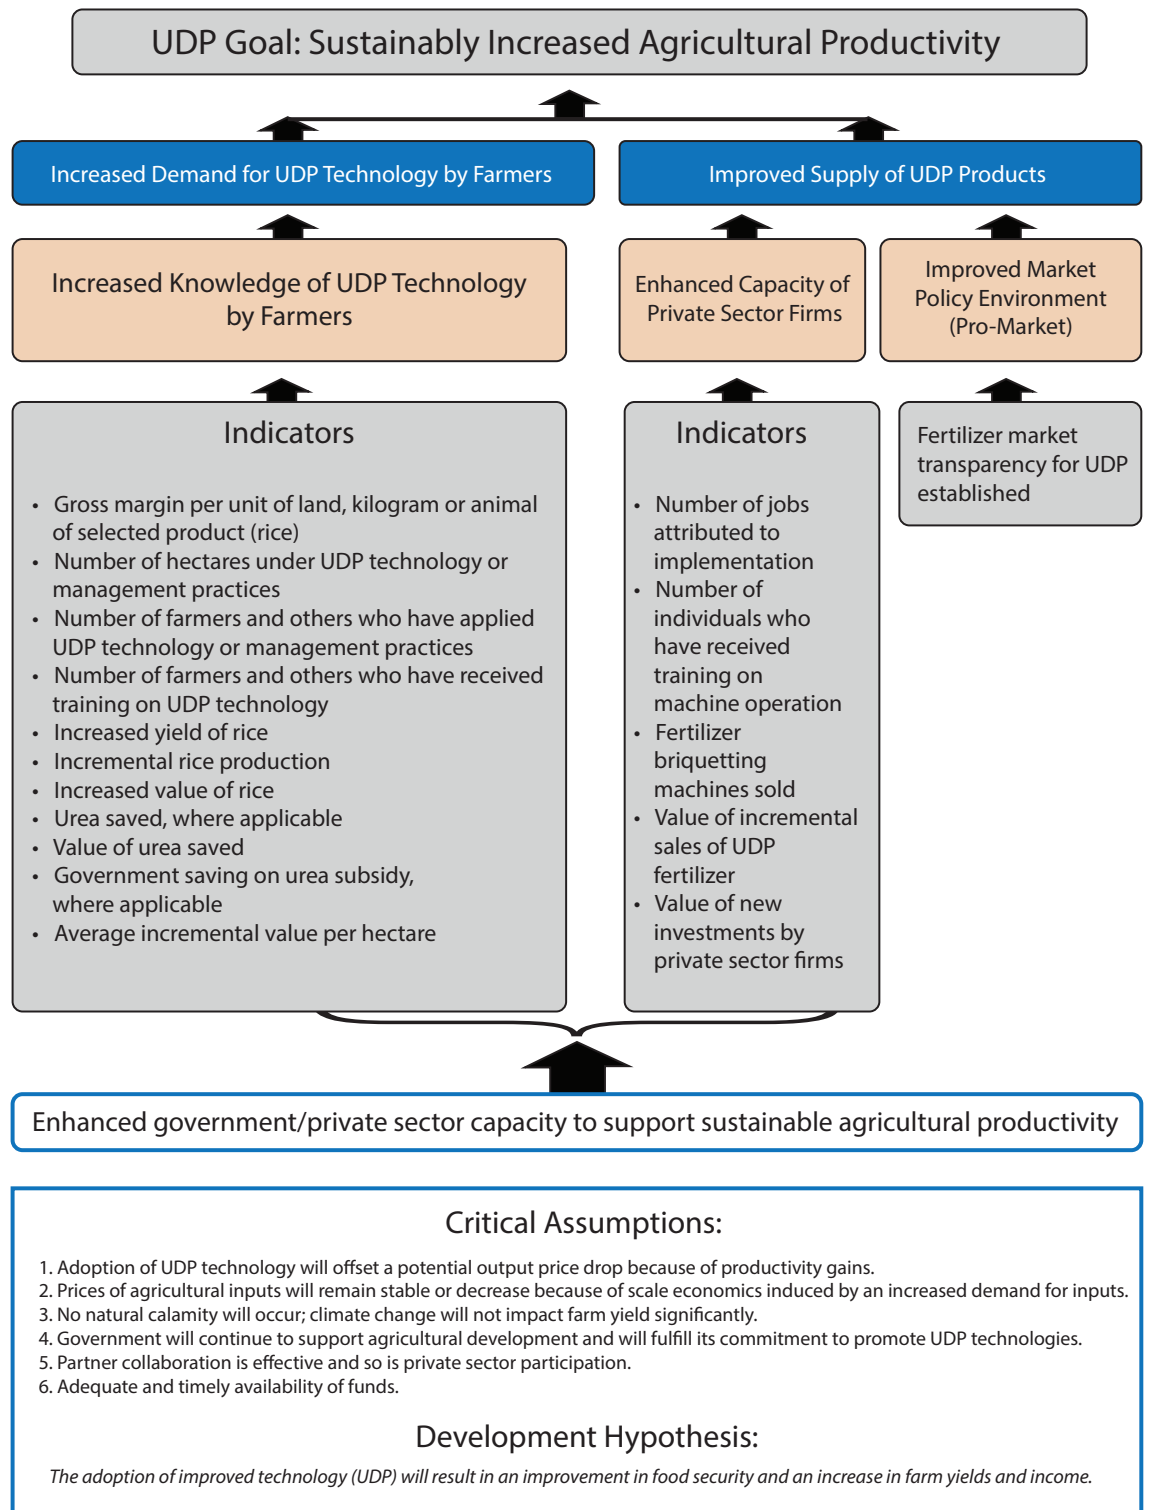 UDP Goal: Sustainably Increased Agricultural Productivity
Increased Demand for UDP Technology by Farmers
Improved Supply of UDP Products
Increased Knowledge of UDP Technology
by Farmers
Enhanced Capacity of
Private Sector Firms
Improved Market
Policy Environment
(Pro-Market)
Indicators
• Gross margin per unit of land, kilogram or animal
of selected product (rice)
• Number of hectares under UDP technology or
management practices
• Number of farmers and others who have applied
UDP technology or management practices
• Number of farmers and others who have received
training on UDP technology
• Increased yield of rice
• Incremental rice production
• Increased value of rice
• Urea saved, where applicable
• Value of urea saved
• Government saving on urea subsidy,
where applicable
• Average incremental value per hectare
Indicators
• Number of jobs
attributed to
implementation
• Number of
individuals who
have received
training on
machine operation
• Fertilizer
briquetting
machines sold
• Value of incremental
sales of UDP
fertilizer
• Value of new
investments by
private sector firms
Fertilizer market
transparency for UDP
established
Enhanced government/private sector capacity to support sustainable agricultural productivity
Critical Assumptions:
1. Adoption of UDP technology will offset a potential output price drop because of productivity gains.
2. Prices of agricultural inputs will remain stable or decrease because of scale economics induced by an increased demand for inputs.
3. No natural calamity will occur; climate change will not impact farm yield significantly.
4. Government will continue to support agricultural development and will fulfill its commitment to promote UDP technologies.
5. Partner collaboration is effective and so is private sector participation.
6. Adequate and timely availability of funds.
Development Hypothesis:
The adoption of improved technology (UDP) will result in an improvement in food security and an increase in farm yields and income.